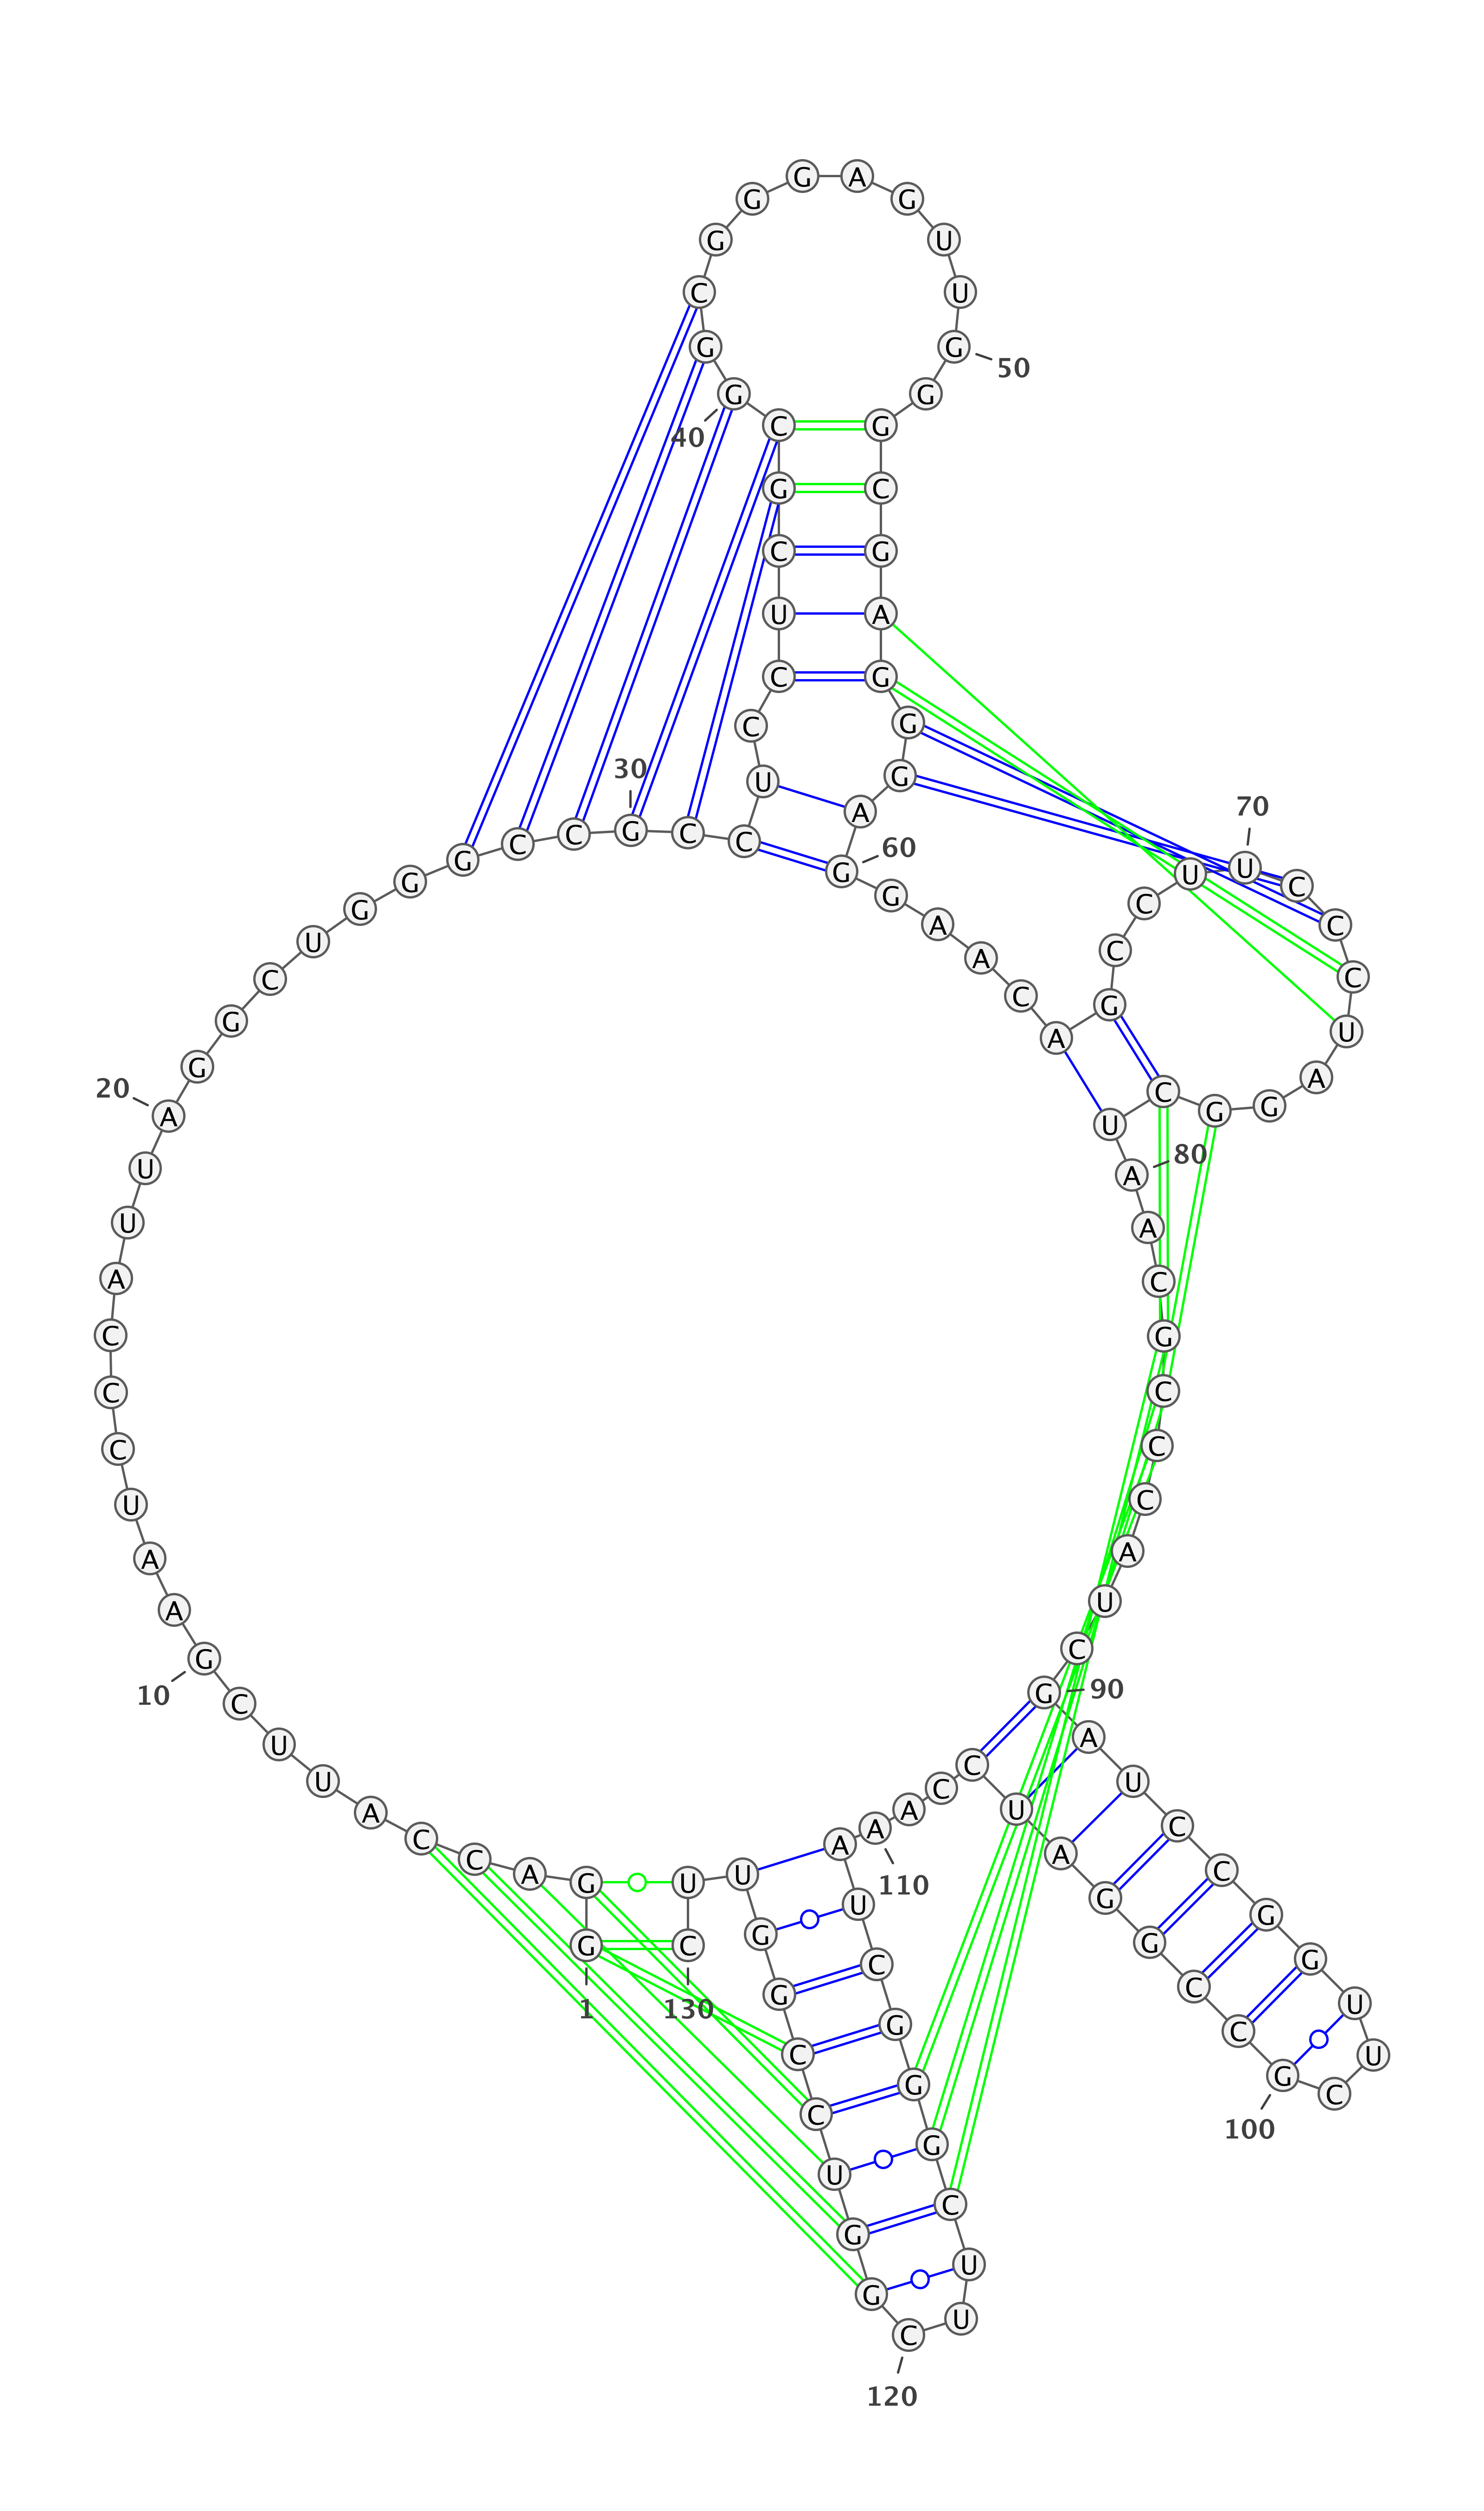 1
G G A C C A U U C G
10
A A U C C C A U U A
20
G G C U G G G C C G
30
C C U C C U C G C G
40
G C G G G A G U U G
50
G G C G A G G G A G
60
G A A C A G C C U U
70
C C C U A G G C U A
80
A C G C C C A U C G
90
A U C C G G U U C G
100
C C G G A U C C A A
110
A U C G G G C U U C
120
G G U C C G G U U C
130